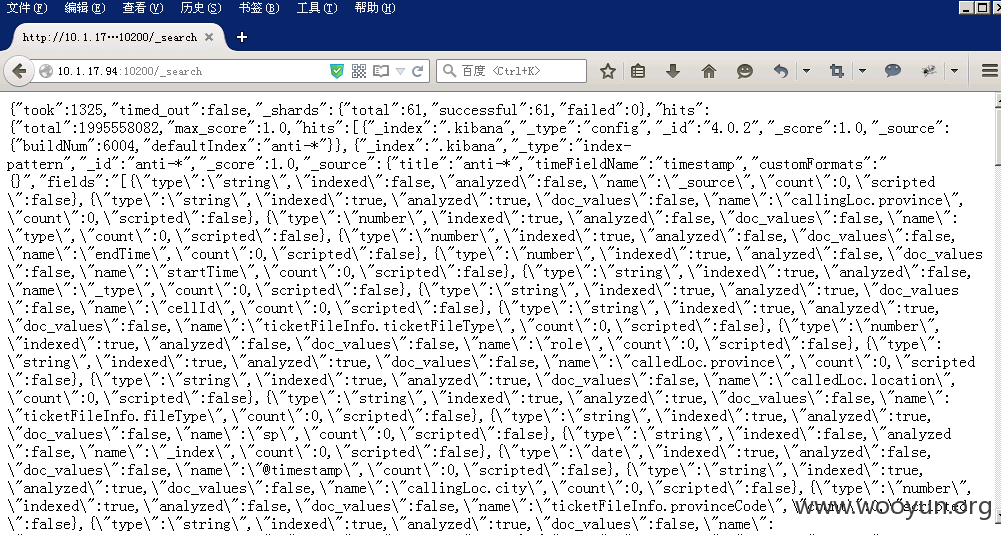 文件(F) 编辑(E) 查看(V) 历史(S) 书签(B) 工具(T) 帮助(H)
http://10.1.17…10200/_search
10.1.17.94:10200/_search
百度 <Ctrl+K>
{"took":1325,"timed_out":false,"_shards":{"total":61,"successful":61,"failed":0},"hits":
{"total":1995558082,"max_score":1.0,"hits":[{"_index":".kibana","_type":"config","_id":"4.0.2","_score":1.0,"_source":
{"buildNum":6004,"defaultIndex":"anti-*"}},{"_index":".kibana","_type":"index-
pattern","_id":"anti-*","_score":1.0,"_source":{"title":"anti-*","timeFieldName":"timestamp","customFormats":"
{}","fields":"[{\"type\":\"string\",\"indexed\":false,\"analyzed\":false,\"doc_values\":false,\"name\":\"_source\",\"count\":0,\"scripted
\":false},{\"type\":\"string\",\"indexed\":true,\"analyzed\":true,\"doc_values\":false,\"name\":\"callingLoc.province\",
\"count\":0,\"scripted\":false},{\"type\":\"number\",\"indexed\":true,\"analyzed\":false,\"doc_values\":false,\"name\":
\"type\",\"count\":0,\"scripted\":false},{\"type\":\"number\",\"indexed\":true,\"analyzed\":false,\"doc_values\":false,
\"name\":\"endTime\",\"count\":0,\"scripted\":false},{\"type\":\"number\",\"indexed\":true,\"analyzed\":false,\"doc_values
\":false,\"name\":\"startTime\",\"count\":0,\"scripted\":false},{\"type\":\"string\",\"indexed\":true,\"analyzed\":false,
\"name\":\"_type\",\"count\":0,\"scripted\":false},{\"type\":\"string\",\"indexed\":true,\"analyzed\":true,\"doc_values
\":false,\"name\":\"cellId\",\"count\":0,\"scripted\":false},{\"type\":\"string\",\"indexed\":true,\"analyzed\":true,
\"doc_values\":false,\"name\":\"ticketFileInfo.ticketFileType\",\"count\":0,\"scripted\":false},{\"type\":\"number\",
\"indexed\":true,\"analyzed\":false,\"doc_values\":false,\"name\":\"role\",\"count\":0,\"scripted\":false},{\"type\":
\"string\",\"indexed\":true,\"analyzed\":true,\"doc_values\":false,\"name\":\"calledLoc.province\",\"count\":0,\"scripted
\":false},{\"type\":\"string\",\"indexed\":true,\"analyzed\":true,\"doc_values\":false,\"name\":\"calledLoc.location\",
\"count\":0,\"scripted\":false},{\"type\":\"string\",\"indexed\":true,\"analyzed\":true,\"doc_values\":false,\"name\":
\"ticketFileInfo.fileType\",\"count\":0,\"scripted\":false},{\"type\":\"string\",\"indexed\":true,\"analyzed\":true,
\"doc_values\":false,\"name\":\"sp\",\"count\":0,\"scripted\":false},{\"type\":\"string\",\"indexed\":false,\"analyzed
\":false,\"name\":\"_index\",\"count\":0,\"scripted\":false},{\"type\":\"date\",\"indexed\":true,\"analyzed\":false,
\"doc_values\":false,\"name\":\"@timestamp\",\"count\":0,\"scripted\":false},{\"type\":\"string\",\"indexed\":true,
\"analyzed\":true,\"doc_values\":false,\"name\":\"callingLoc.city\",\"count\":0,\"scripted\":false},{\"type\":\"number\",
\"indexed\":true,\"analyzed\":false,\"doc_values\":false,\"name\":\"ticketFileInfo.provinceCode\",\"count\":0,\"scripted
\":false},{\"type\":\"string\",\"indexed\":true,\"analyzed\":true,\"doc_values\":false,\"name\":
www.wooyun.org